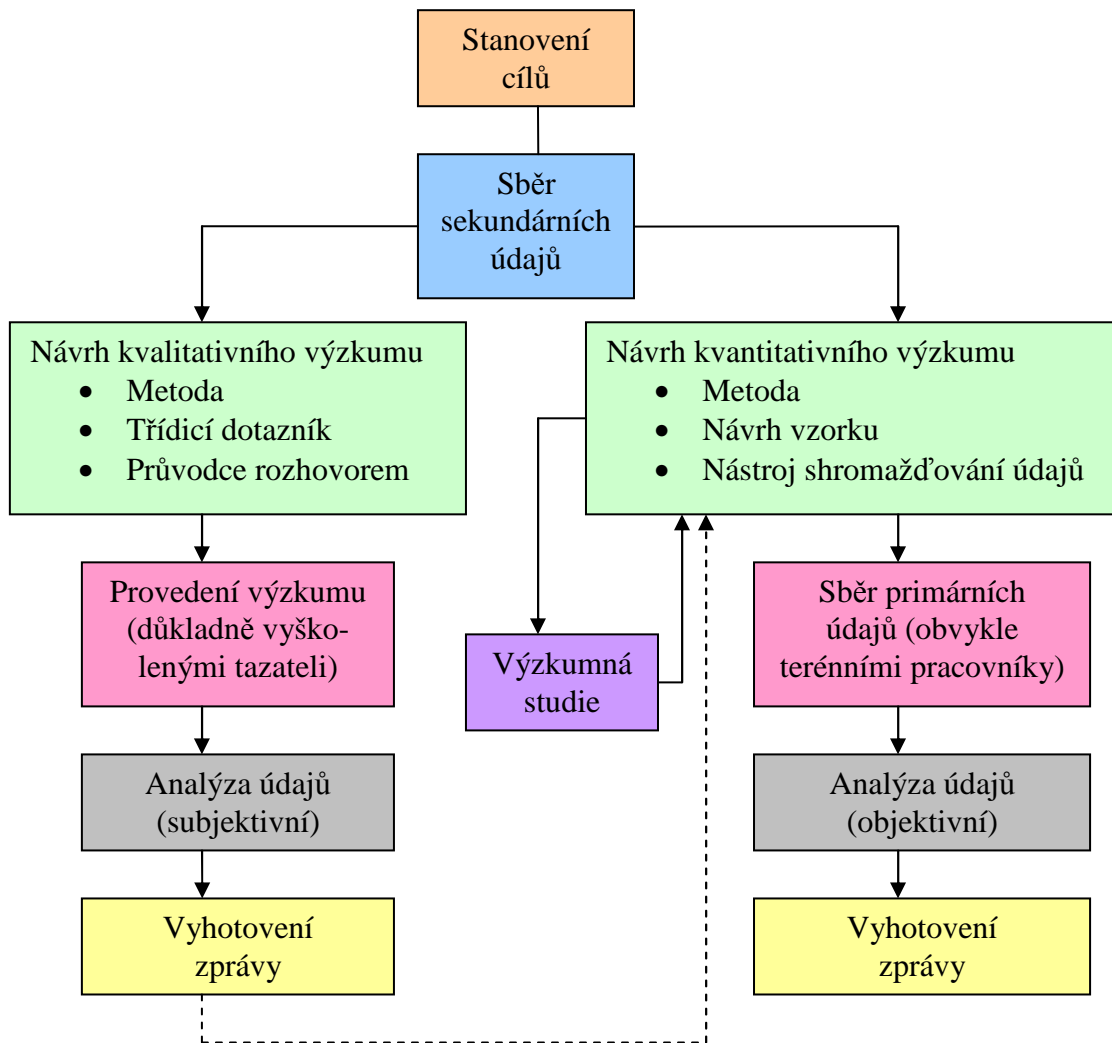 Stanovení
cílů
Sběr
sekundárních
údajů
Návrh kvalitativního výzkumu
• Metoda
• Třídicí dotazník
• Průvodce rozhovorem
Návrh kvantitativního výzkumu
• Metoda
• Návrh vzorku
• Nástroj shromažďování údajů
Provedení výzkumu
(důkladně vyško-
lenými tazateli)
Výzkumná
studie
Sběr primárních
údajů (obvykle
terénními pracovníky)
Analýza údajů
(subjektivní)
Analýza údajů
(objektivní)
Vyhotovení
zprávy
Vyhotovení
zprávy